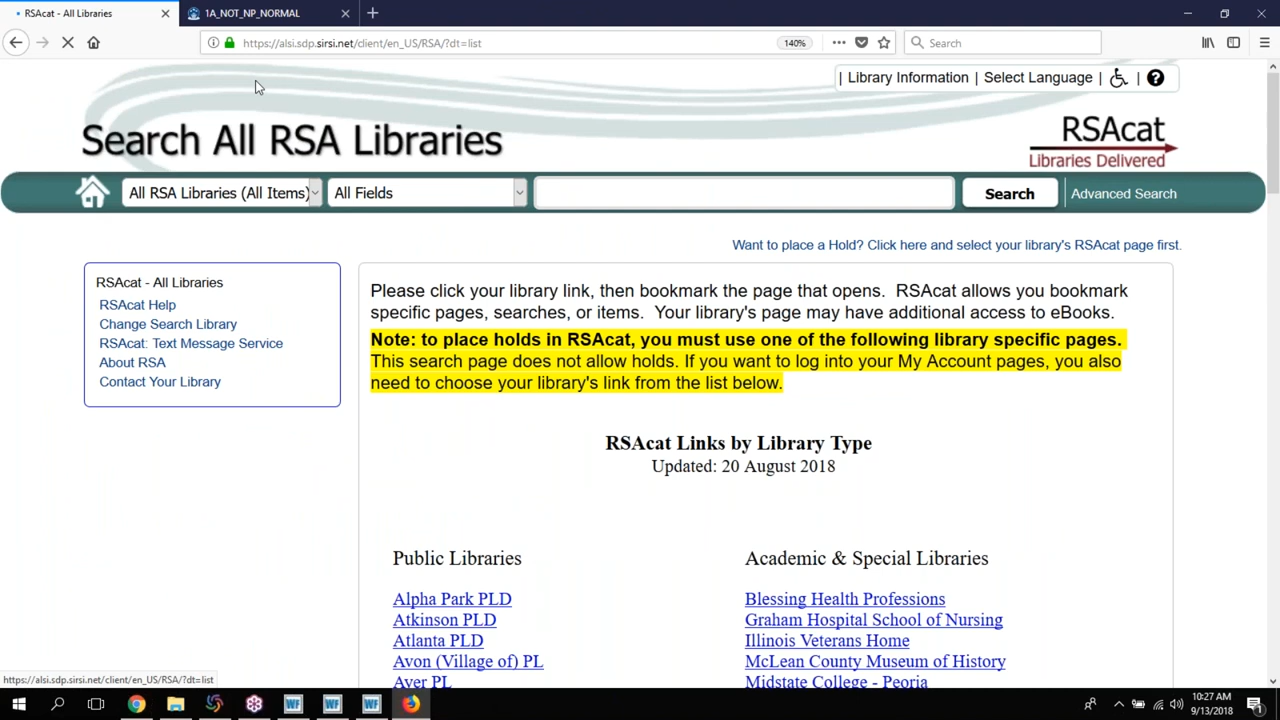 RSAcat - All Libraries
1A_NOT_NP_NORMAL
https://alsi.sdp.sirsi.net/client/en_US/RSA/?dt=list
140%
Search
| Library Information | Select Language |
Search All RSA Libraries
RSAcat
Libraries Delivered
All RSA Libraries (All Items)
All Fields
Search
Advanced Search
Want to place a Hold? Click here and select your library's RSAcat page first.
RSAcat - All Libraries
RSAcat Help
Change Search Library
RSAcat: Text Message Service
About RSA
Contact Your Library
Please click your library link, then bookmark the page that opens. RSAcat allows you bookmark
specific pages, searches, or items. Your library's page may have additional access to eBooks.
Note: to place holds in RSAcat, you must use one of the following library specific pages.
This search page does not allow holds. If you want to log into your My Account pages, you also
need to choose your library's link from the list below.
RSAcat Links by Library Type
Updated: 20 August 2018
Public Libraries
Alpha Park PLD
Atkinson PLD
Atlanta PLD
Avon (Village of) PL
Ayer PL
Academic & Special Libraries
Blessing Health Professions
Graham Hospital School of Nursing
Illinois Veterans Home
McLean County Museum of History
Midstate College - Peoria
https://alsi.sdp.sirsi.net/client/en_US/RSA/?dt=list
WF
WF
WF
10:27 AM
9/13/2018
1